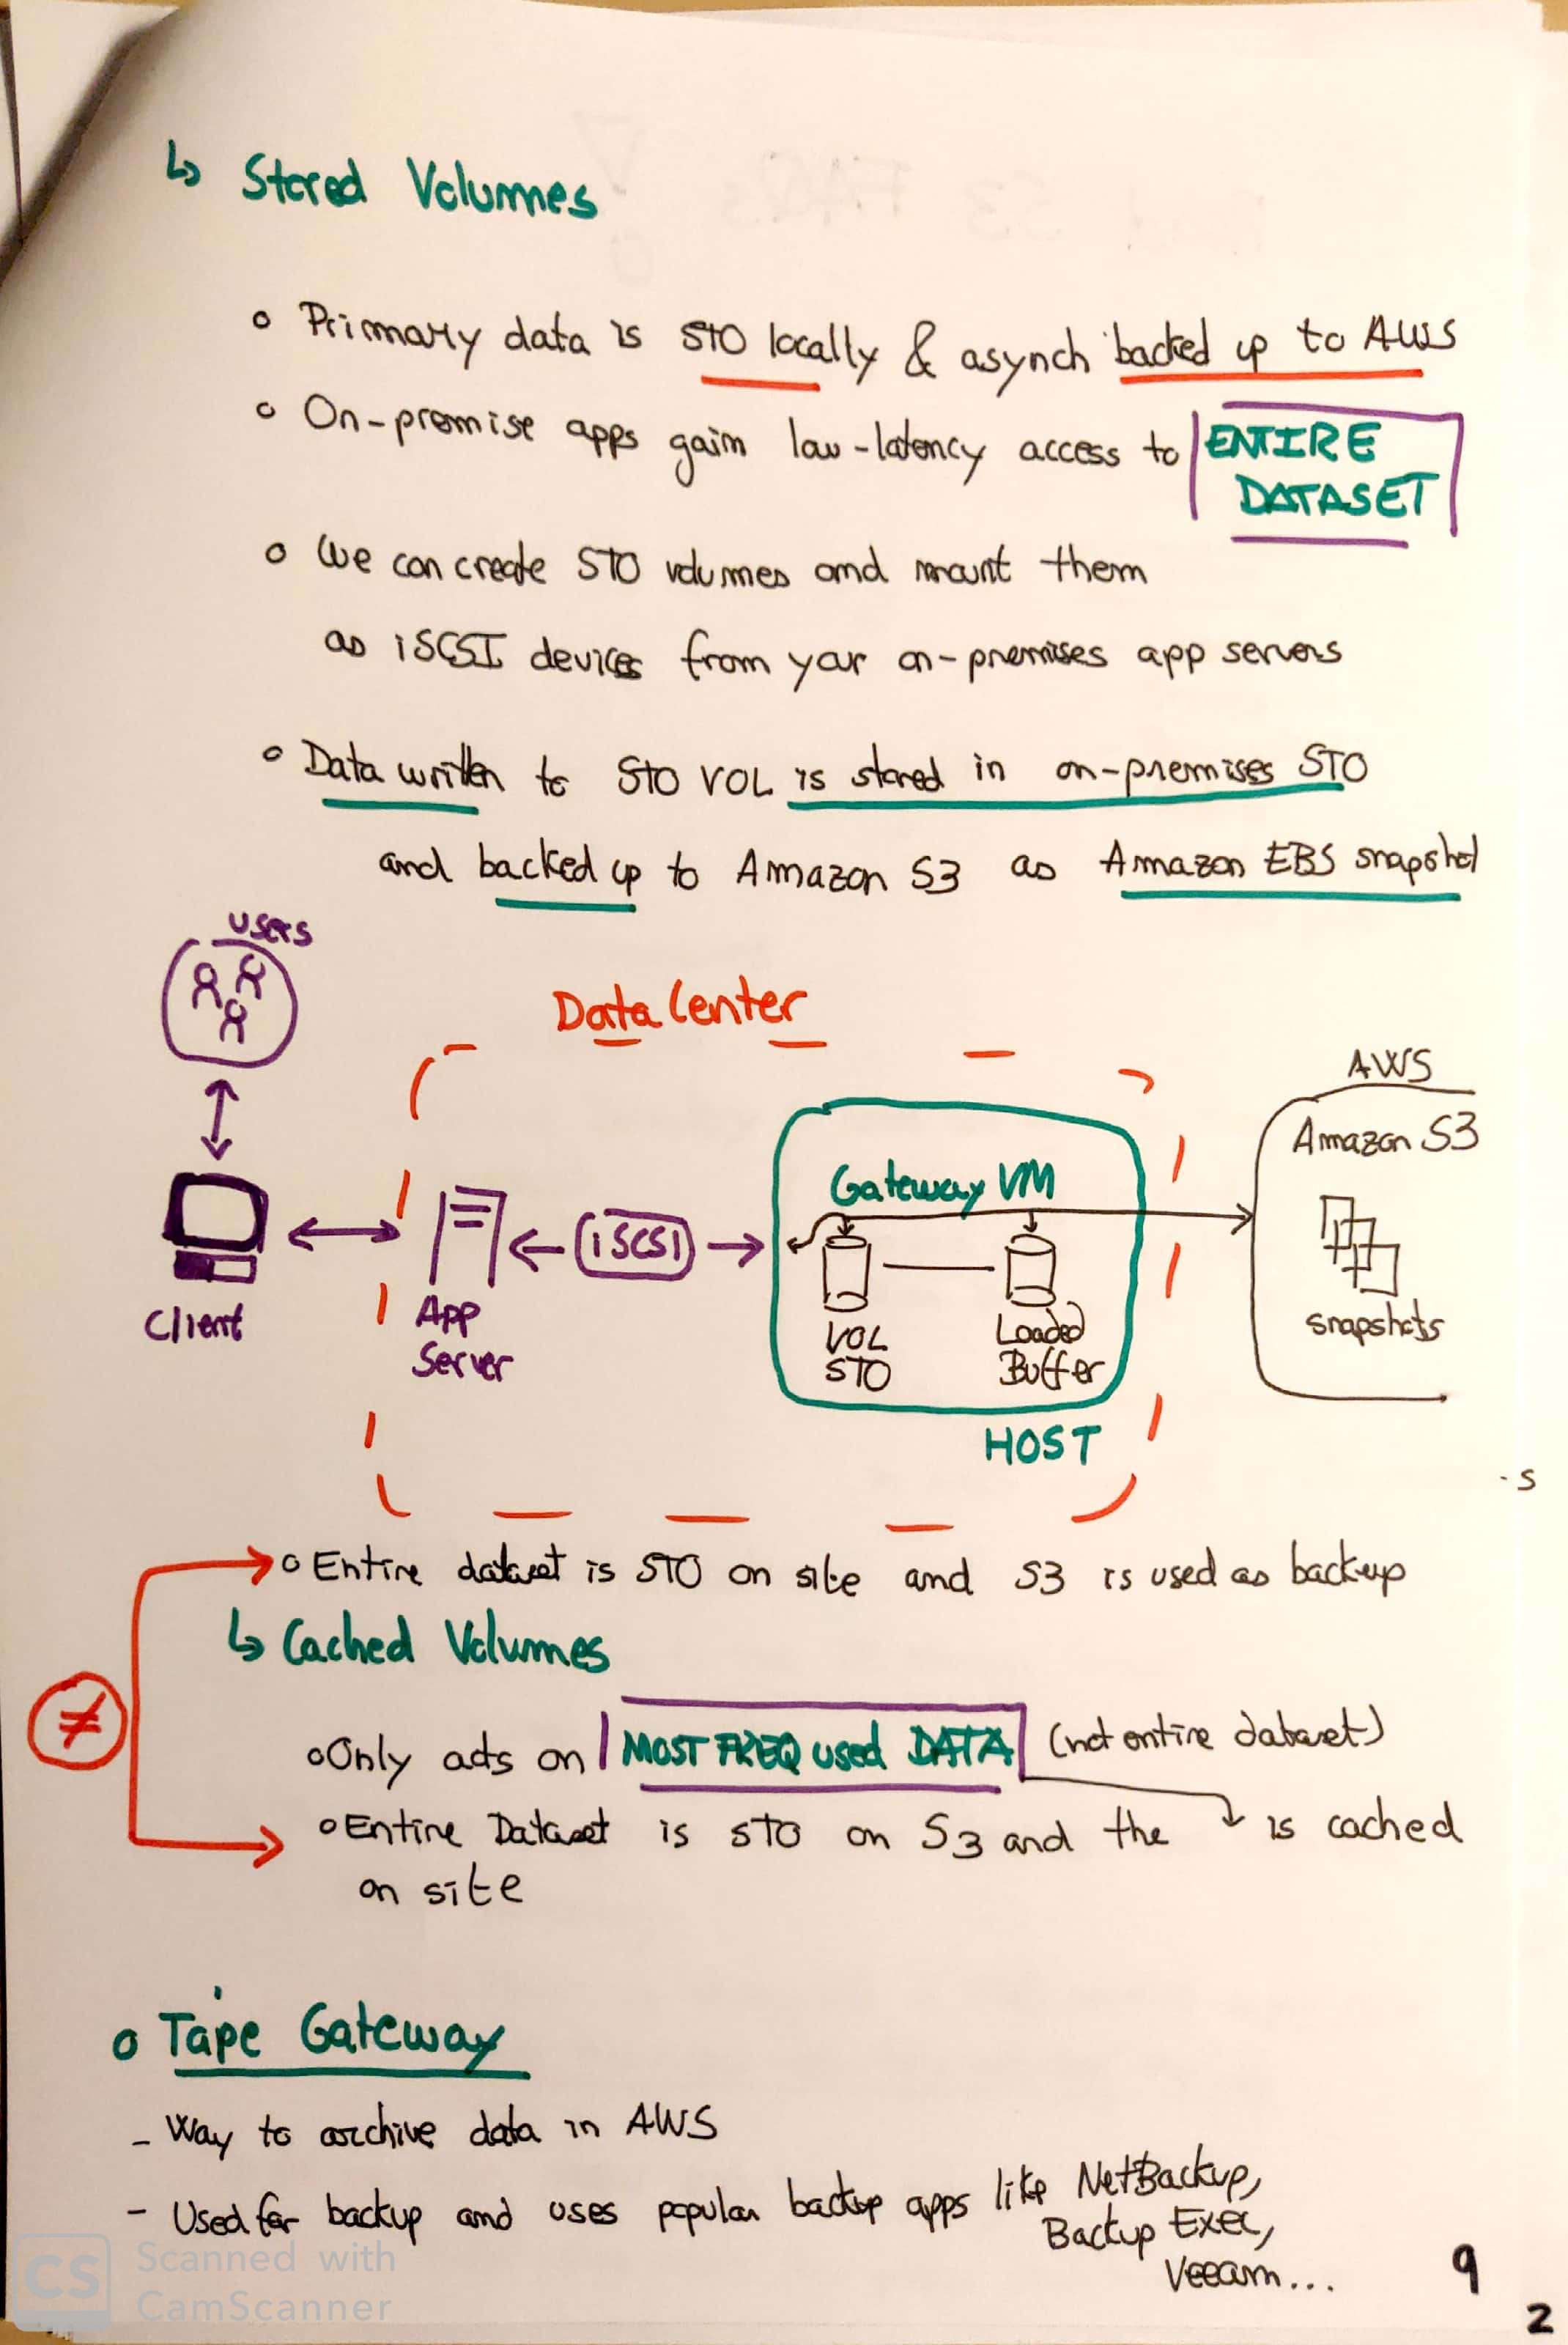 ↳ Stored Volumes
o Primary data is STO locally & asynch backed up to AWS
o On-premise apps gain low-latency access to ENTIRE
DATASET
o We can create STO volumes and mount them
as iSCSI devices from your on-premises app servers
o Data written to STO VOL is stored in on-premises STO
and backed up to Amazon S3 as Amazon EBS snapshot
users
Data Center
AWS
Amazon S3
Gateway VM
iSCSI
Client
App
Server
VOL
STO
Loaded
Buffer
snapshots
HOST
s
o Entire dataset is STO on site and S3 is used as backup
↳ Cached Volumes
≠
o Only ads on MOST FREQ used DATA (not entire dataset)
o Entire Dataset is STO on S3 and the ↴ is cached
on site
o Tape Gateway
- Way to archive data in AWS
- Used for backup and uses popular backup apps like NetBackup,
Backup Exec,
Veeam...
CS Scanned with
CamScanner
9
2